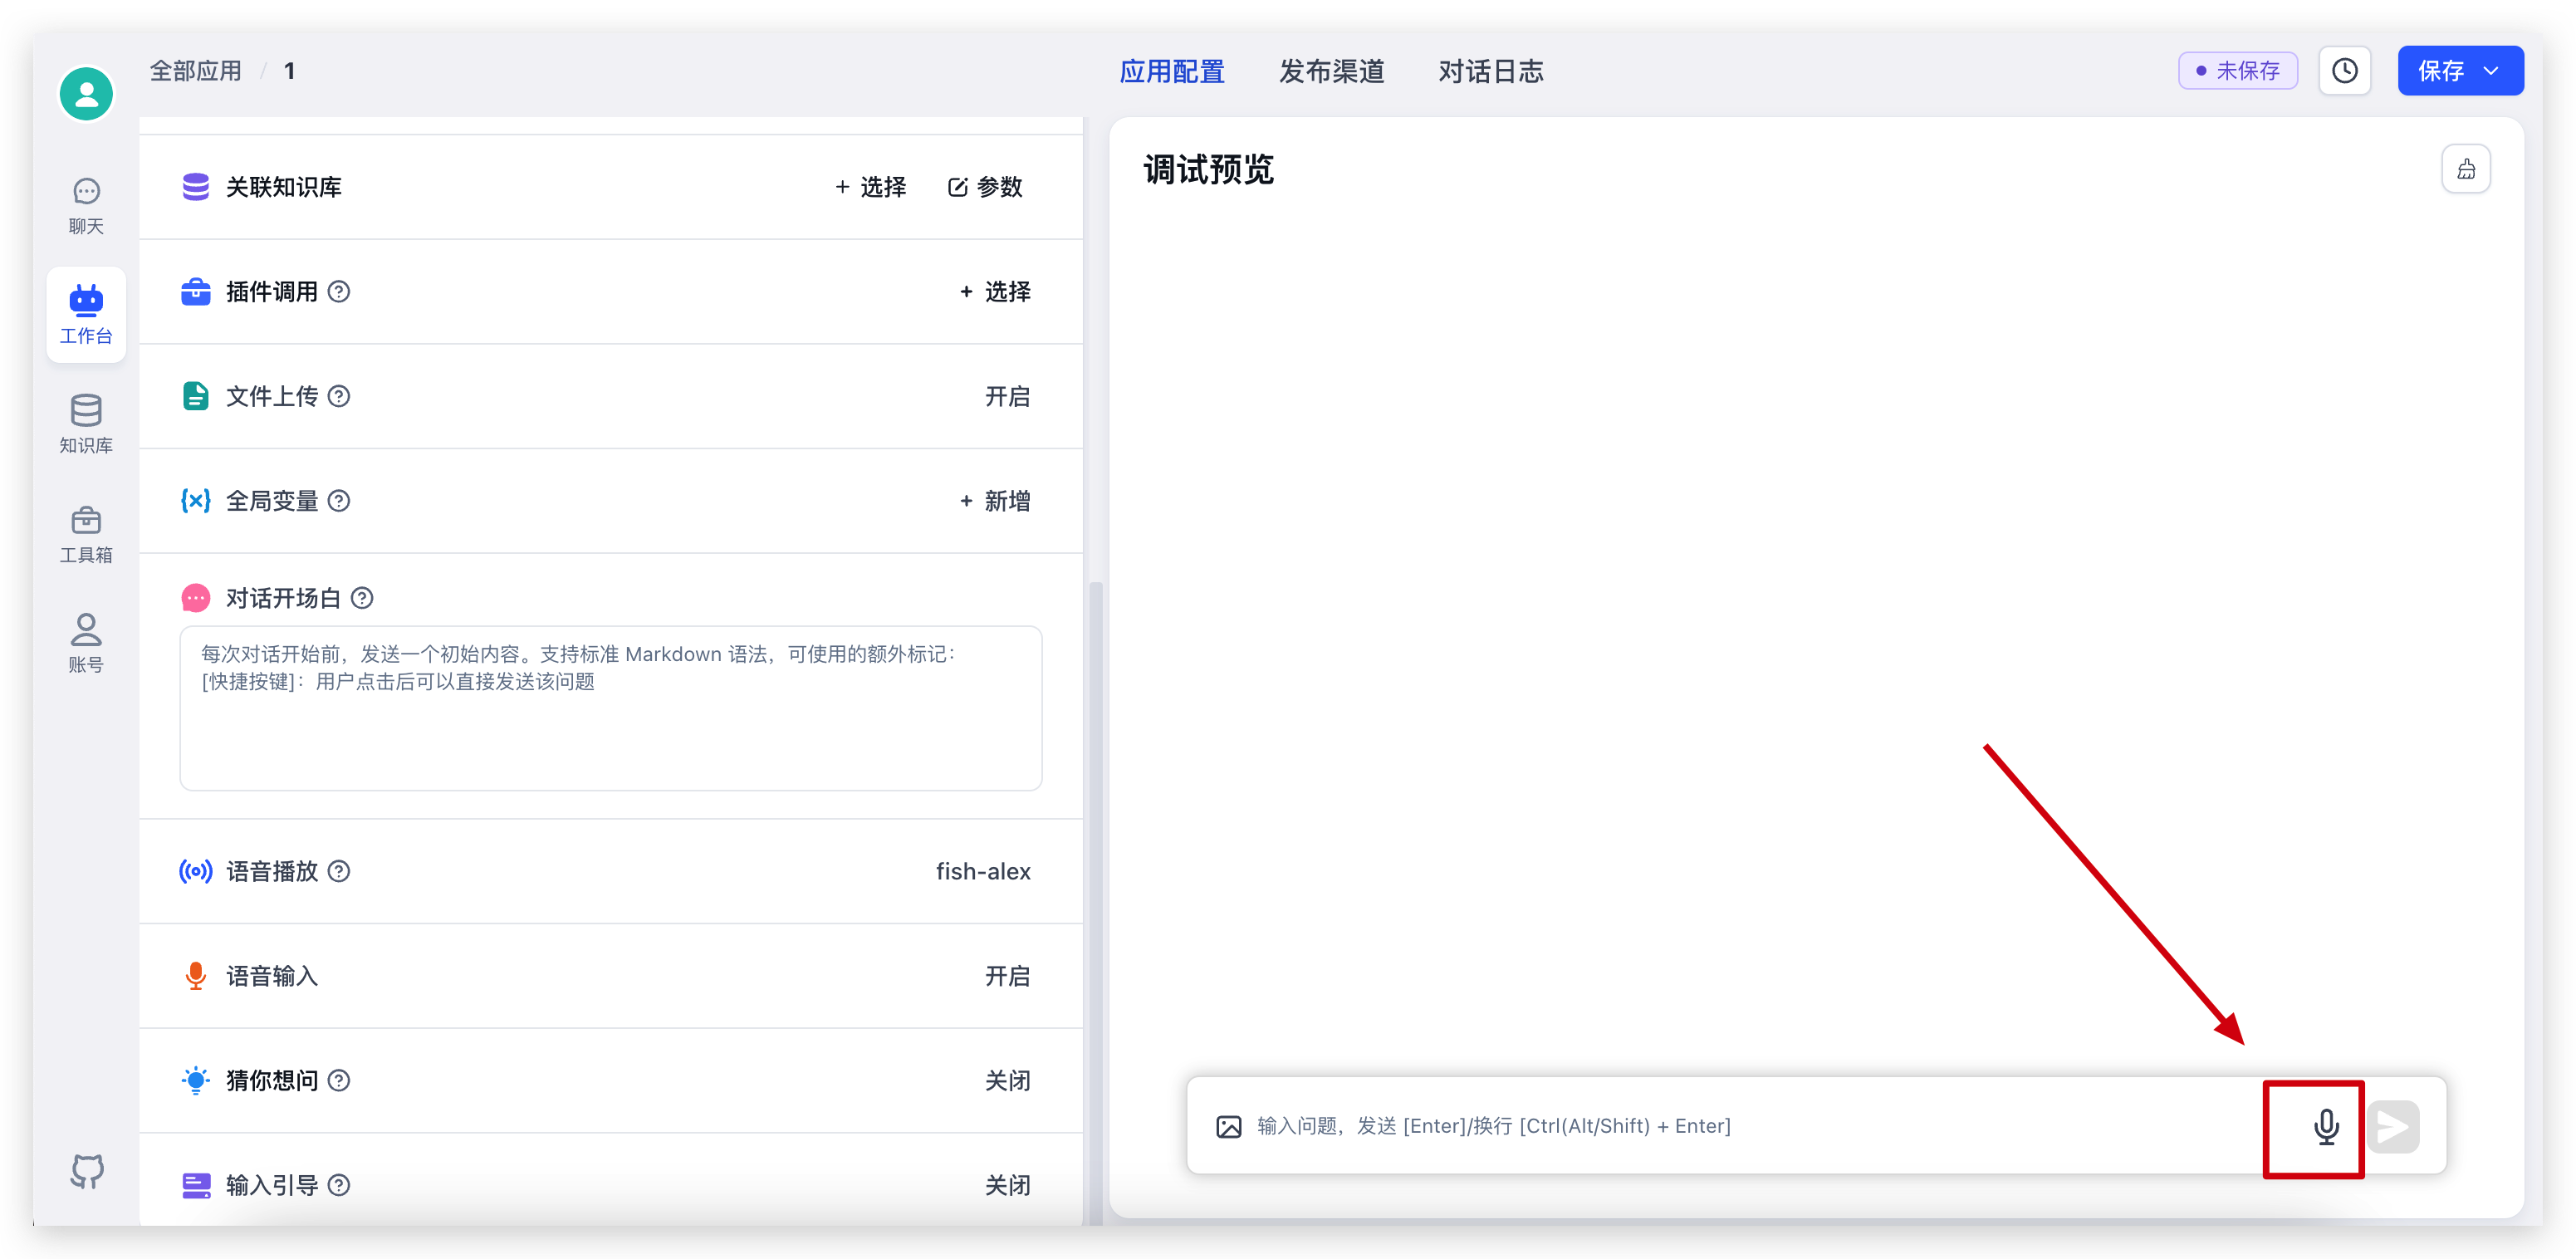 全部应用 / 1
应用配置
发布渠道
对话日志
未保存
保存
聊天
工作台
知识库
工具箱
账号
关联知识库
+ 选择
参数
插件调用
+ 选择
文件上传
开启
全局变量
+ 新增
对话开场白
每次对话开始前，发送一个初始内容。支持标准 Markdown 语法，可使用的额外标记：
[快捷按键]：用户点击后可以直接发送该问题
语音播放
fish-alex
语音输入
开启
猜你想问
关闭
输入引导
关闭
调试预览
输入问题，发送 [Enter]/换行 [Ctrl(Alt/Shift) + Enter]